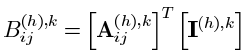 $B_{ij}^{(h),k} = \left[ \mathbf{A}_{ij}^{(h),k} \right]^T \left[ \mathbf{I}^{(h),k} \right]$